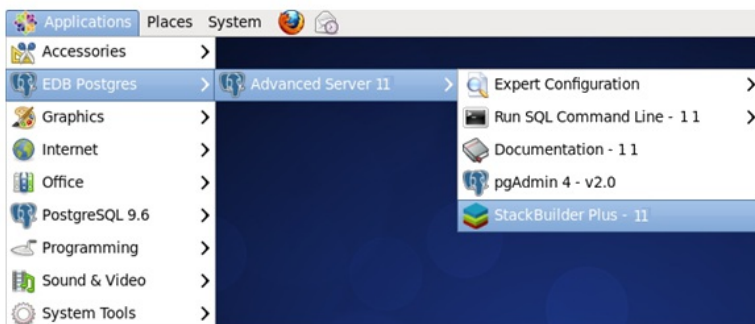 Applications Places System
Accessories
EDB Postgres
Graphics
Internet
Office
PostgreSQL 9.6
Programming
Sound & Video
System Tools
Advanced Server 11
Expert Configuration
Run SQL Command Line - 11
Documentation - 11
pgAdmin 4 - v2.0
StackBuilder Plus - 11